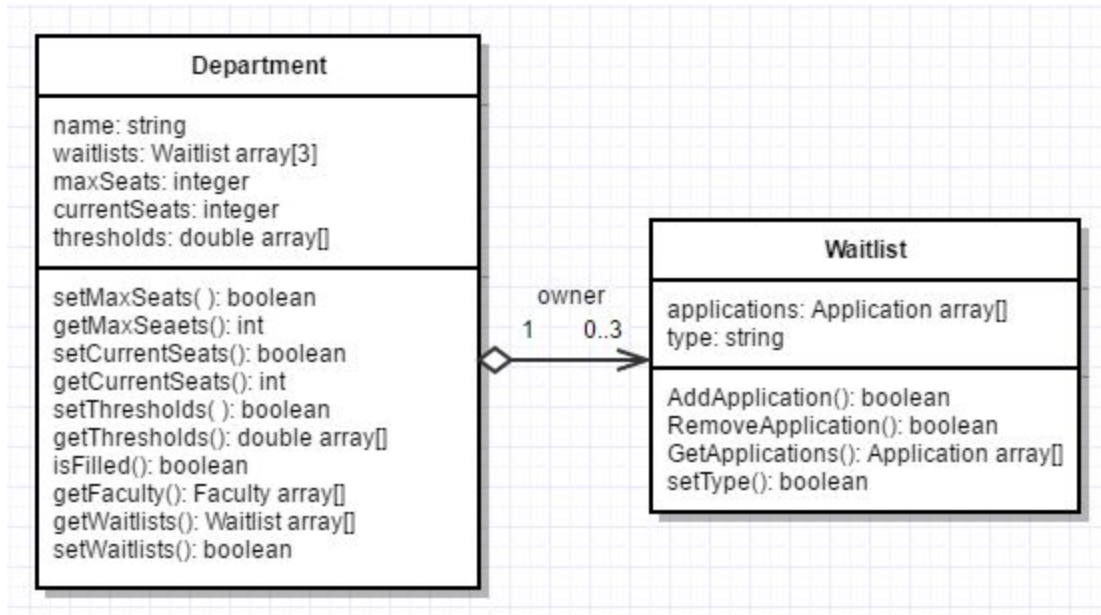 Department
name: string
waitlists: Waitlist array[3]
maxSeats: integer
currentSeats: integer
thresholds: double array[]
setMaxSeats( ): boolean
getMaxSeaets(): int
setCurrentSeats(): boolean
getCurrentSeats(): int
setThresholds( ): boolean
getThresholds(): double array[]
isFilled(): boolean
getFaculty(): Faculty array[]
getWaitlists(): Waitlist array[]
setWaitlists(): boolean
owner
1 0..3
Waitlist
applications: Application array[]
type: string
AddApplication(): boolean
RemoveApplication(): boolean
GetApplications(): Application array[]
setType(): boolean